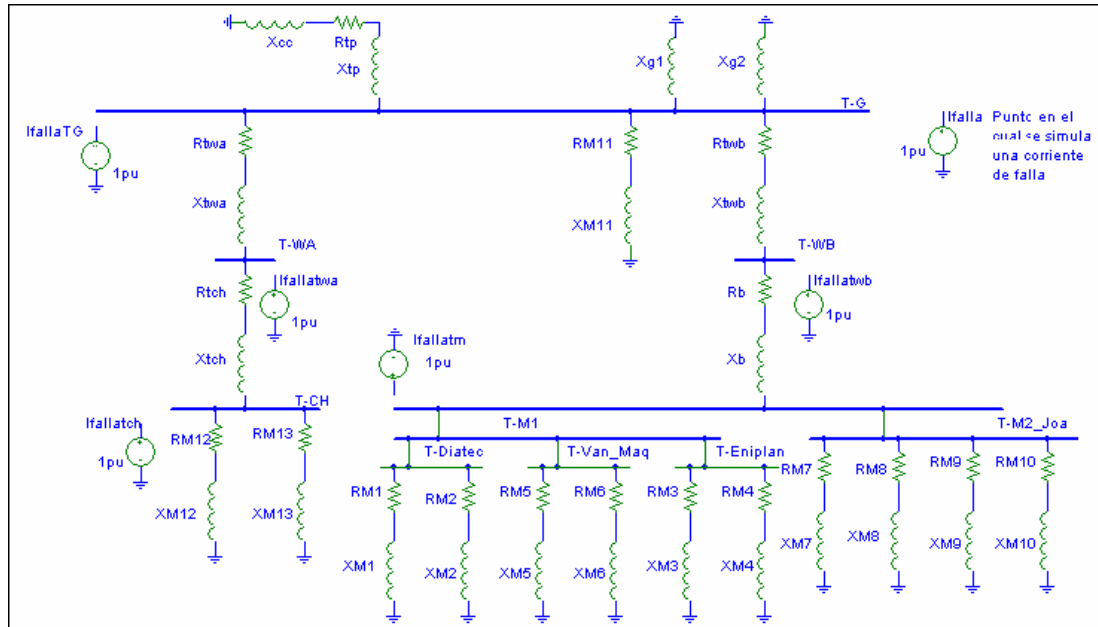 Xcc
Rtp
Xtp
Xg1
Xg2
T-G
IfallaTG
1pu
Rtwa
Xtwa
RM11
XM11
Rtwb
Xtwb
Ifalla
1pu
Punto en el
cual se simula
una corriente
de falla
T-WA
Ifallatwa
1pu
Rtch
Xtch
T-WB
Ifallatwb
1pu
Rb
Xb
Ifallatm
1pu
T-CH
Ifallatch
1pu
RM12
RM13
XM12
XM13
T-M1
T-M2_Joa
T-Diatec
T-Van_Maq
T-Eniplan
RM1
RM2
RM5
RM6
RM3
RM4
RM7
RM8
RM9
RM10
XM1
XM2
XM5
XM6
XM3
XM4
XM7
XM8
XM9
XM10